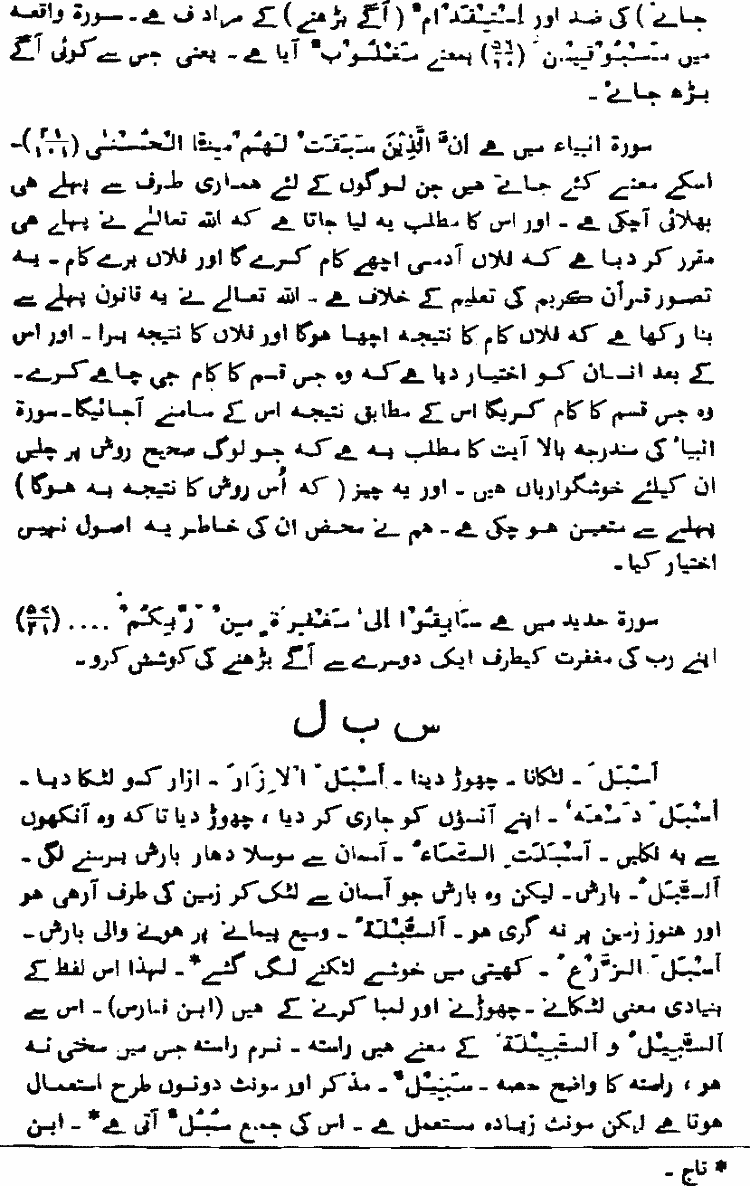 جائے) کی ضد اور اِسْتِیقْدَامٌ (آگے بڑھنے) کے مرادف ہے۔ سورۃ واقعہ
میں مَسْبُوْقِیْنَ (۵۶/۶۰) بمعنے مَغْلُوْبٌ آیا ہے۔ یعنی جس سے کوئی آگے
بڑھ جائے۔
سورۃ انبیاء میں ہے اِنَّ الَّذِیْنَ سَبَقَتْ لَہُمْ مِنَّا الْحُسْنٰی (۲۱/۱۰۱)۔
اسکے معنے کئے جاتے ہیں جن لوگوں کے لئے ہماری طرف سے پہلے ہی
بھلائی آچکی ہے۔ اور اس کا مطلب یہ لیا جاتا ہے کہ اللہ تعالٰے نے پہلے ہی
مقرر کر دیا ہے کہ فلاں آدمی اچھے کام کرے گا اور فلاں برے کام۔ یہ
تصور قرآن کریم کی تعلیم کے خلاف ہے۔ اللہ تعالے نے یہ قانون پہلے سے
بنا رکھا ہے کہ فلاں کام کا نتیجہ اچھا ہوگا اور فلاں کا نتیجہ برا۔ اور اس
کے بعد انسان کو اختیار دیا ہے کہ وہ جس قسم کا کام جی چاہے کرے۔
وہ جس قسم کا کام کریگا اس کے مطابق نتیجہ اس کے سامنے آجائیگا۔ سورۃ
انبیاء کی مندرجہ بالا آیت کا مطلب یہ ہے کہ جو لوگ صحیح روش پر چلیں
ان کیلئے خوشگواریاں ہیں۔ اور یہ چیز (کہ اُس روش کا نتیجہ یہ ہوگا)
پہلے سے متعین ہو چکی ہے۔ ہم نے محض ان کی خاطر یہ اصول نہیں
اختیار کیا۔
سورۃ حدید میں ہے سَابِقُوْا اِلٰی مَغْفِرَۃٍ مِنْ رَّبِّکُمْ .... (۵۷/۲۱)
اپنے رب کی مغفرت کیطرف ایک دوسرے سے آگے بڑھنے کی کوشش کرو۔
س ب ل
اَسْبَلَ۔ لٹکانا۔ چھوڑ دینا۔ اَسْبَلَ الْاِزَارَ۔ ازار کو لٹکا دیا۔
اَسْبَلَ دَمْعَہٗ۔ اپنے آنسؤں کو جاری کر دیا، چھوڑ دیا تاکہ وہ آنکھوں
سے بہ نکلیں۔ اَسْبَلَتِ السَّمَاءُ۔ آسمان سے موسلا دھار بارش برسنے لگی۔
اَلسَّبَلُ۔ بارش۔ لیکن وہ بارش جو آسمان سے لٹک کر زمین کی طرف آرہی ہو
اور ہنوز زمین پر نہ گری ہو۔ اَلسَّبْلَۃُ۔ وسیع پیمانے پر ہونے والی بارش۔
اَسْبَلَ الزَّرْعُ۔ کھیتی میں خوشے لٹکنے لگ گئے*۔ لہذا اس لفظ کے
بنیادی معنی لٹکانے۔ چھوڑنے اور لمبا کرنے کے ہیں (ابن فارس)۔ اس سے
اَلسَّبِیْلُ و اَلسَّبِیْلَۃُ کے معنے ہیں راستہ۔ نرم راستہ جس میں سختی نہ
ہو، راستہ کا واضح حصہ۔ سَبِیْلٌ۔ مذکر اور مونث دونوں طرح استعمال
ہوتا ہے لیکن مونث زیادہ مستعمل ہے۔ اس کی جمع سُبُلٌ آتی ہے*۔ ابن
* تاج۔